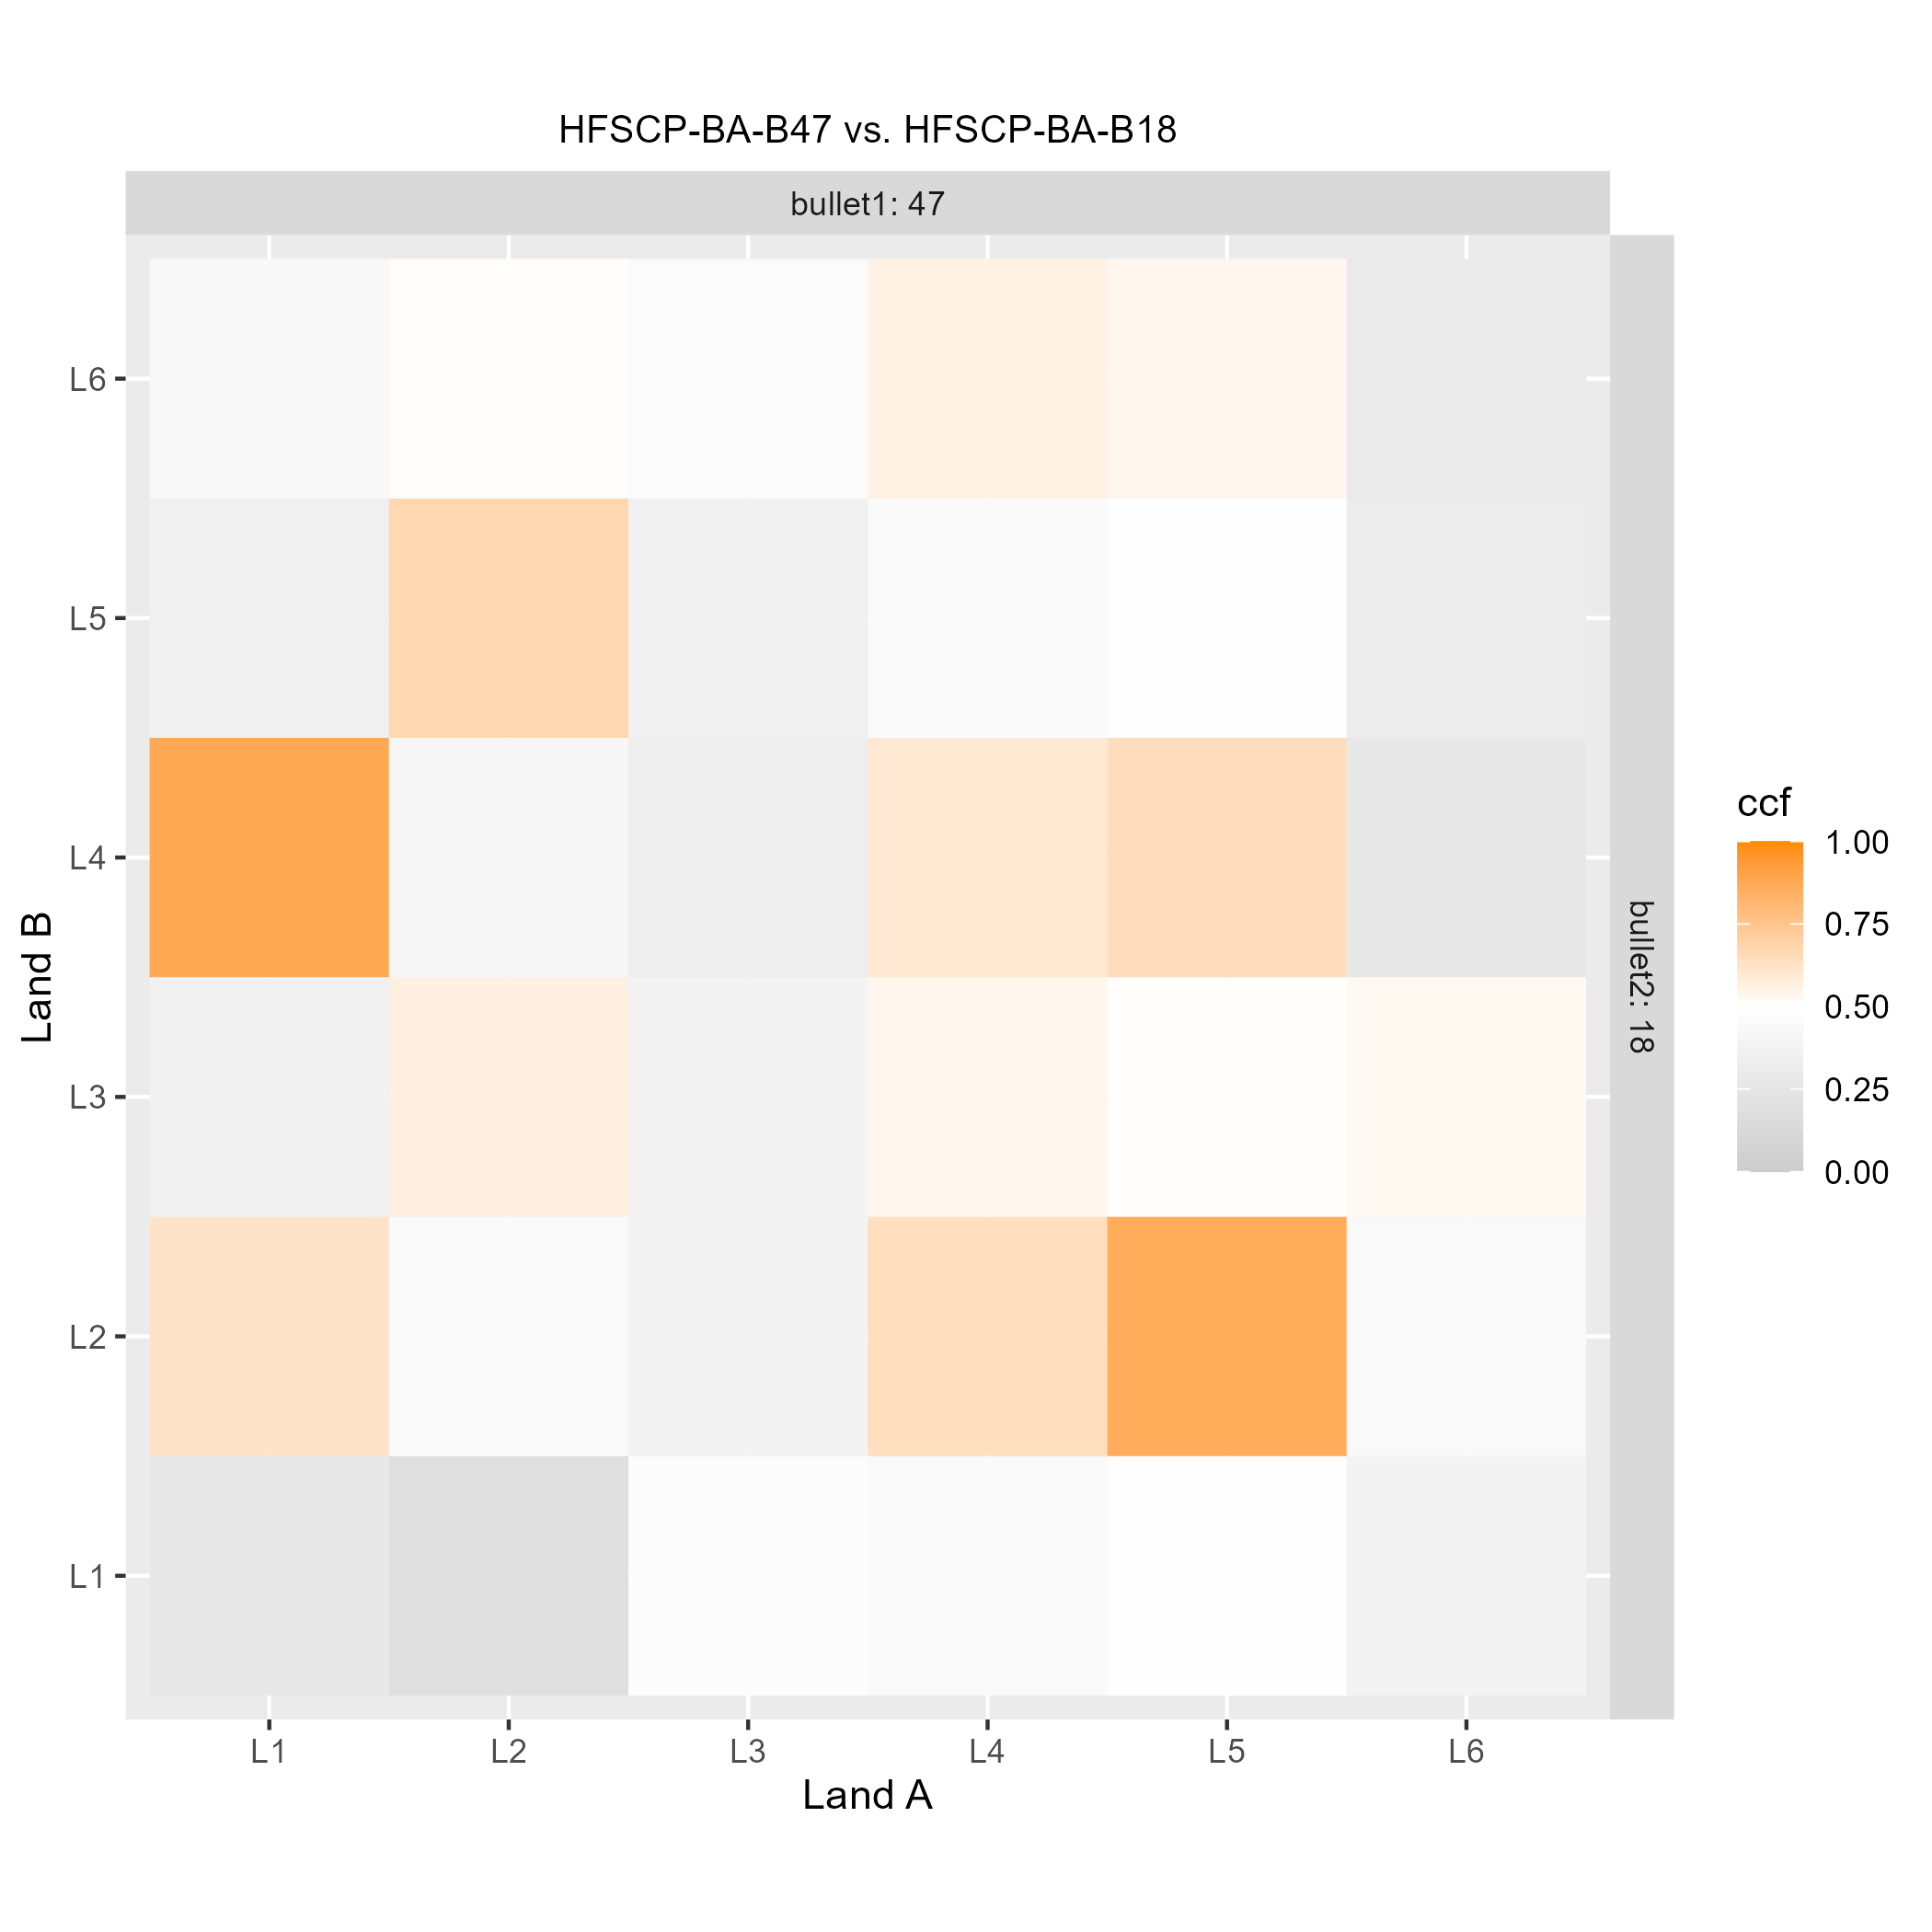 HFSCP-BA-B47 vs. HFSCP-BA-B18
bullet1: 47
L6
L5
L4
L3
L2
L1
Land B
bullet2: 18
L1 L2 L3 L4 L5 L6
Land A
ccf
1.00
0.75
0.50
0.25
0.00